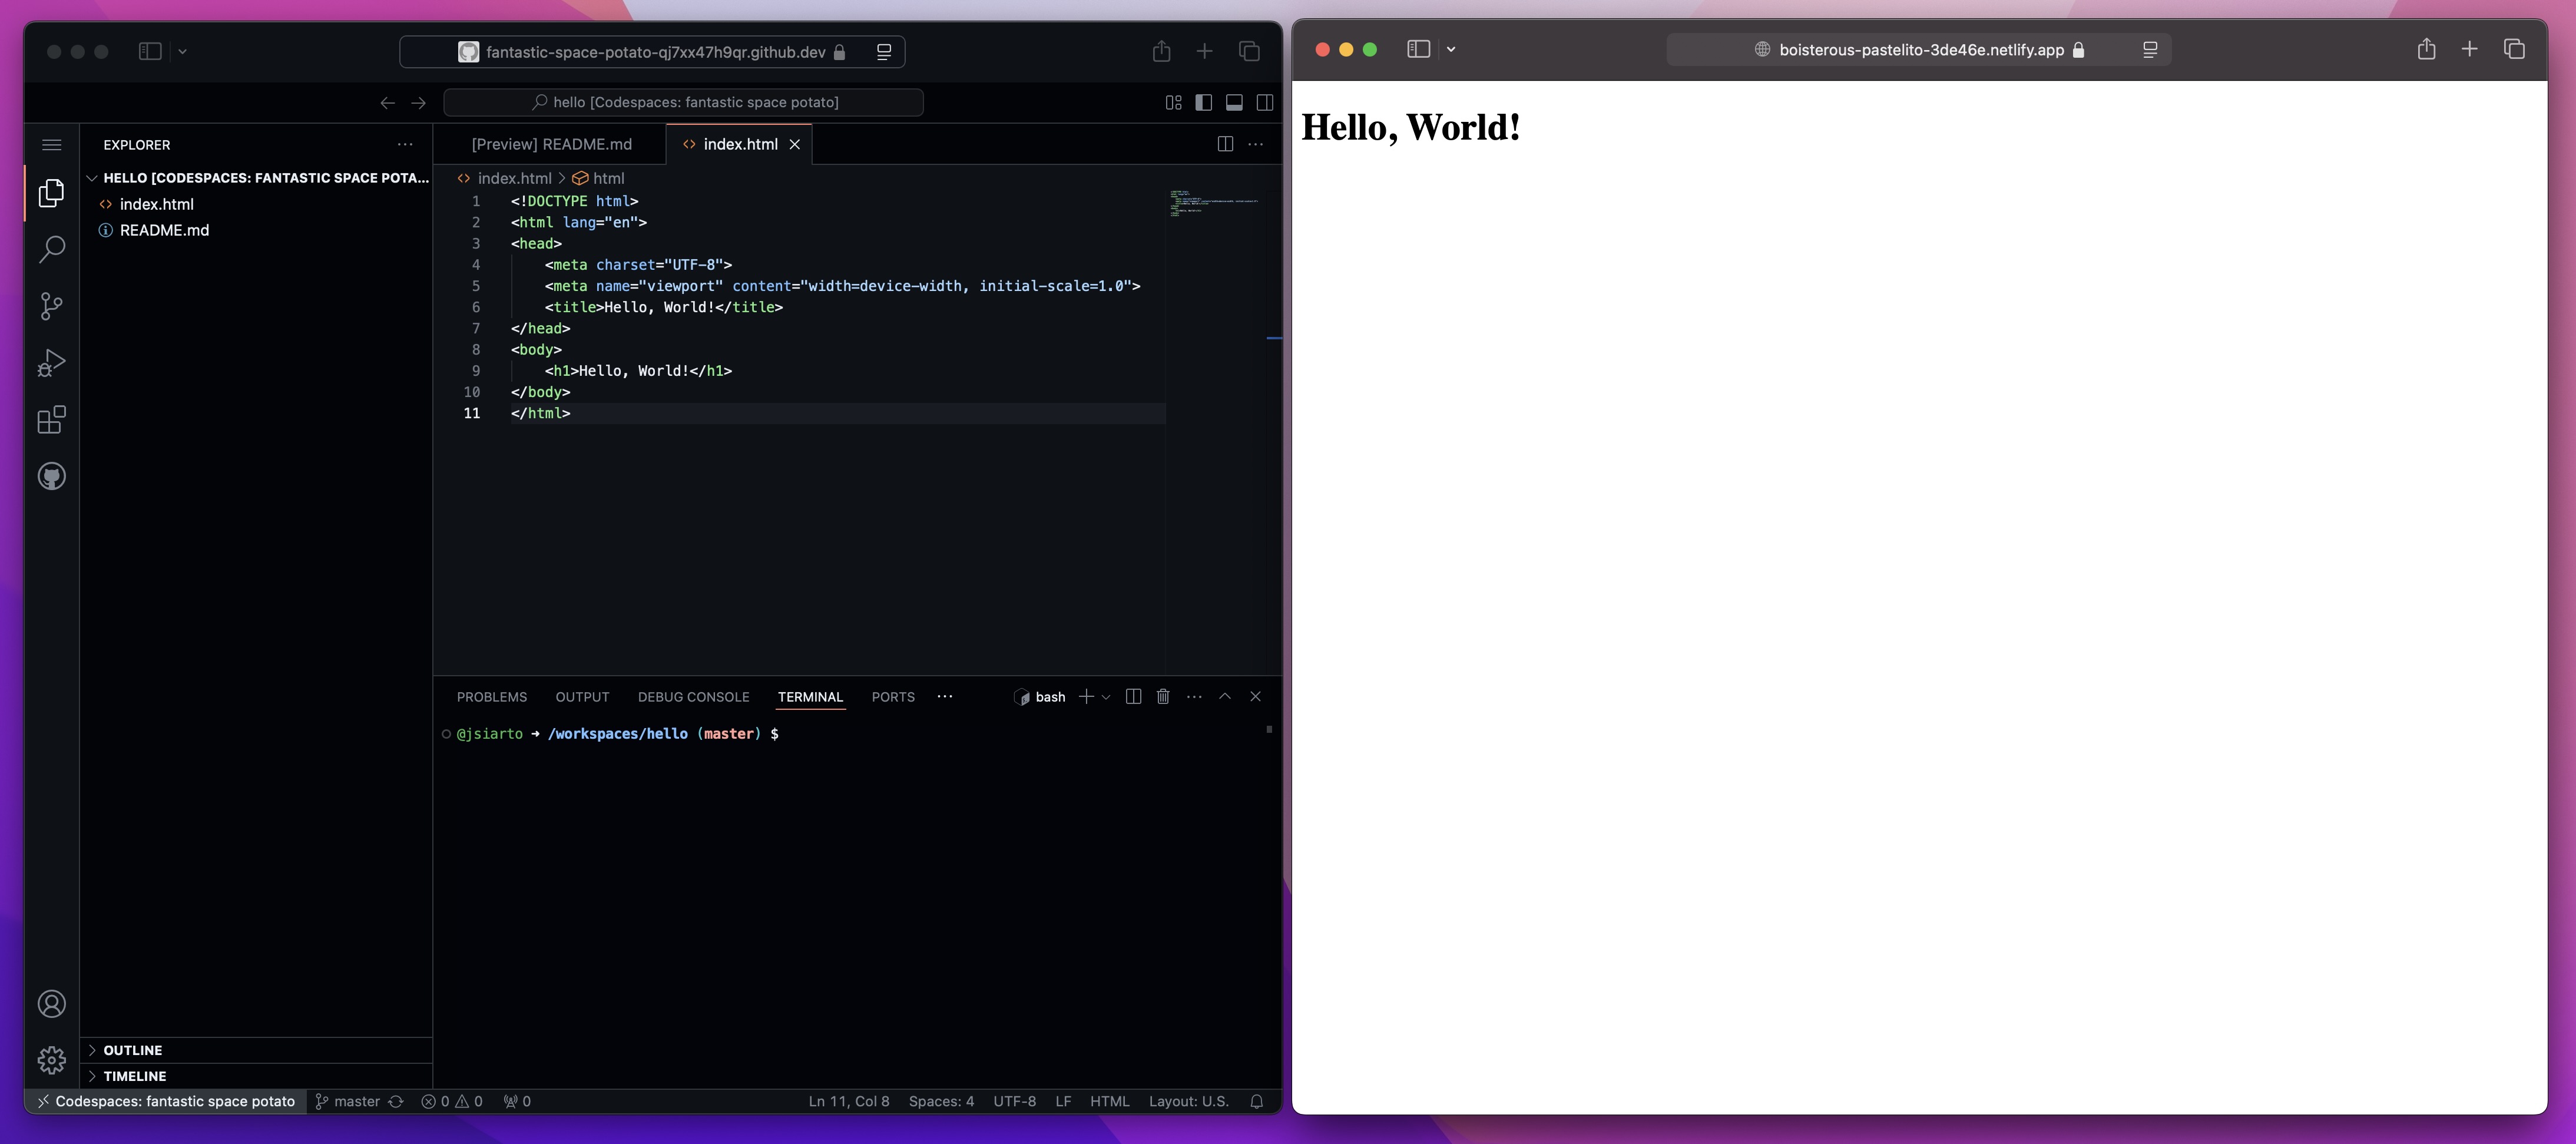 fantastic-space-potato-qj7xx47h9qr.github.dev
hello [Codespaces: fantastic space potato]
EXPLORER
HELLO [CODESPACES: FANTASTIC SPACE POTA...
index.html
README.md
OUTLINE
TIMELINE
[Preview] README.md
index.html
index.html > html
1 <!DOCTYPE html>
2 <html lang="en">
3 <head>
4 <meta charset="UTF-8">
5 <meta name="viewport" content="width=device-width, initial-scale=1.0">
6 <title>Hello, World!</title>
7 </head>
8 <body>
9 <h1>Hello, World!</h1>
10 </body>
11 </html>
PROBLEMS OUTPUT DEBUG CONSOLE TERMINAL PORTS ... bash
@jsiarto ➜ /workspaces/hello (master) $
Codespaces: fantastic space potato master 0 0 0 Ln 11, Col 8 Spaces: 4 UTF-8 LF HTML Layout: U.S.
boisterous-pastelito-3de46e.netlify.app
Hello, World!